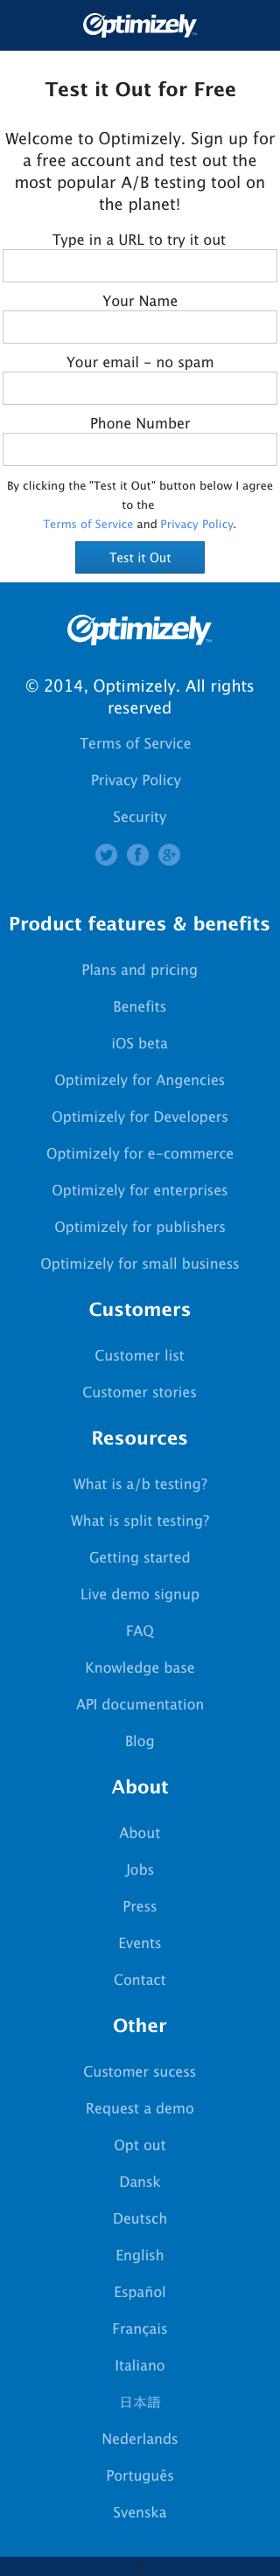 Optimizely
Test it Out for Free
Welcome to Optimizely. Sign up for
a free account and test out the
most popular A/B testing tool on
the planet!
Type in a URL to try it out
Your Name
Your email - no spam
Phone Number
By clicking the "Test it Out" button below I agree
to the
Terms of Service and Privacy Policy.
Test it Out
Optimizely
© 2014, Optimizely. All rights
reserved
Terms of Service
Privacy Policy
Security
Product features & benefits
Plans and pricing
Benefits
iOS beta
Optimizely for Angencies
Optimizely for Developers
Optimizely for e-commerce
Optimizely for enterprises
Optimizely for publishers
Optimizely for small business
Customers
Customer list
Customer stories
Resources
What is a/b testing?
What is split testing?
Getting started
Live demo signup
FAQ
Knowledge base
API documentation
Blog
About
About
Jobs
Press
Events
Contact
Other
Customer sucess
Request a demo
Opt out
Dansk
Deutsch
English
Español
Français
Italiano
日本語
Nederlands
Português
Svenska